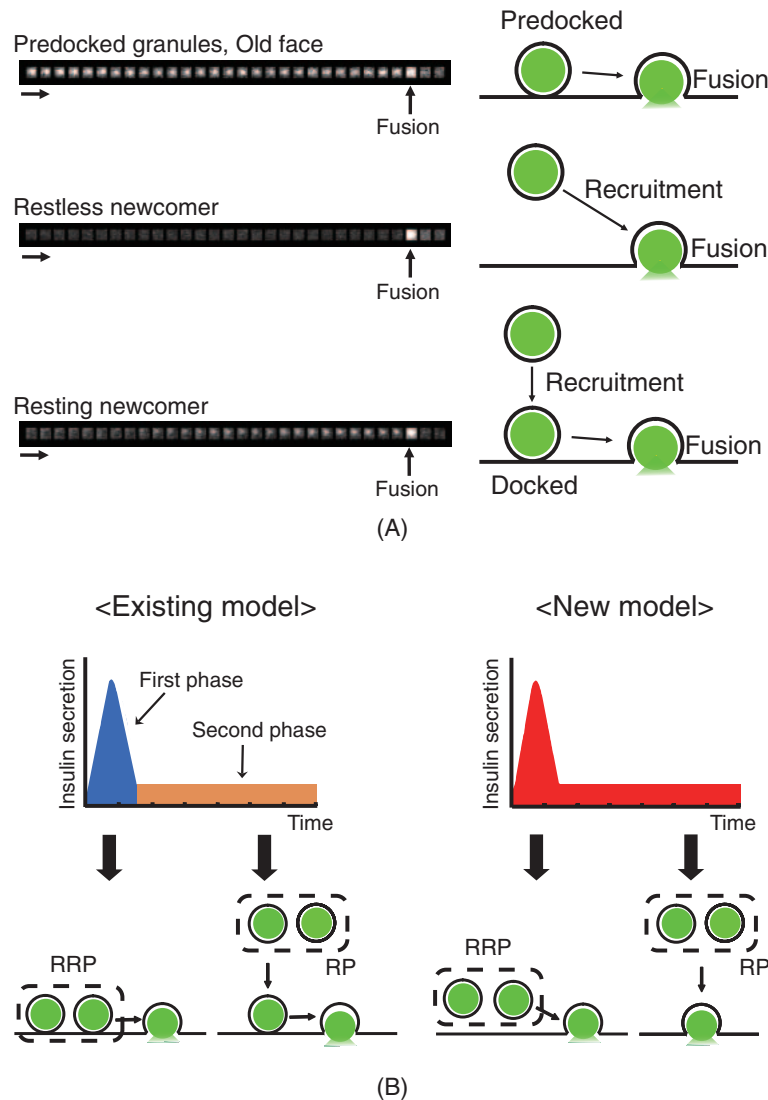 Predocked granules, Old face
Fusion
Predocked
Fusion
Restless newcomer
Fusion
Recruitment
Fusion
Resting newcomer
Fusion
Recruitment
Fusion
Docked
(A)
<Existing model>
Insulin secretion
First phase
Second phase
Time
RRP
RP
<New model>
Insulin secretion
Time
RRP
RP
(B)